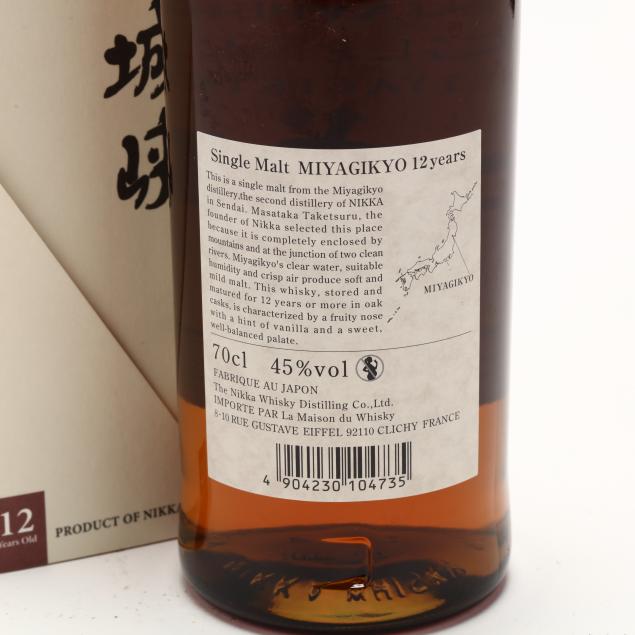 城
峡
12
Years Old
PRODUCT OF NIKKA
Single Malt MIYAGIKYO 12years
This is a single malt from the Miyagikyo
distillery,the second distillery of NIKKA
in Sendai. Masataka Taketsuru, the
founder of Nikka selected this place
because it is completely enclosed by
mountains and at the junction of two clean
rivers. Miyagikyo's clear water, suitable
humidity and crisp air produce soft and
mild malt. This whisky, stored and
matured for 12 years or more in oak
casks, is characterized by a fruity nose
with a hint of vanilla and a sweet,
well-balanced palate.
MIYAGIKYO
70cl 45%vol
FABRIQUE AU JAPON
The Nikka Whisky Distilling Co.,Ltd.
IMPORTE PAR La Maison du Whisky
8-10 RUE GUSTAVE EIFFEL 92110 CLICHY FRANCE
4 904230 104735